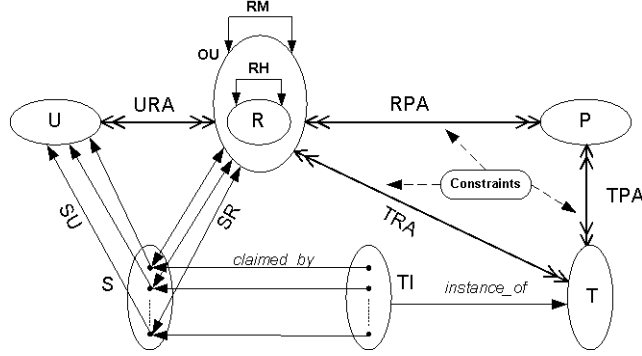 RM
OU
RH
URA
RPA
U
R
P
Constraints
TPA
SU
SR
TRA
S
claimed_by
TI
instance_of
T